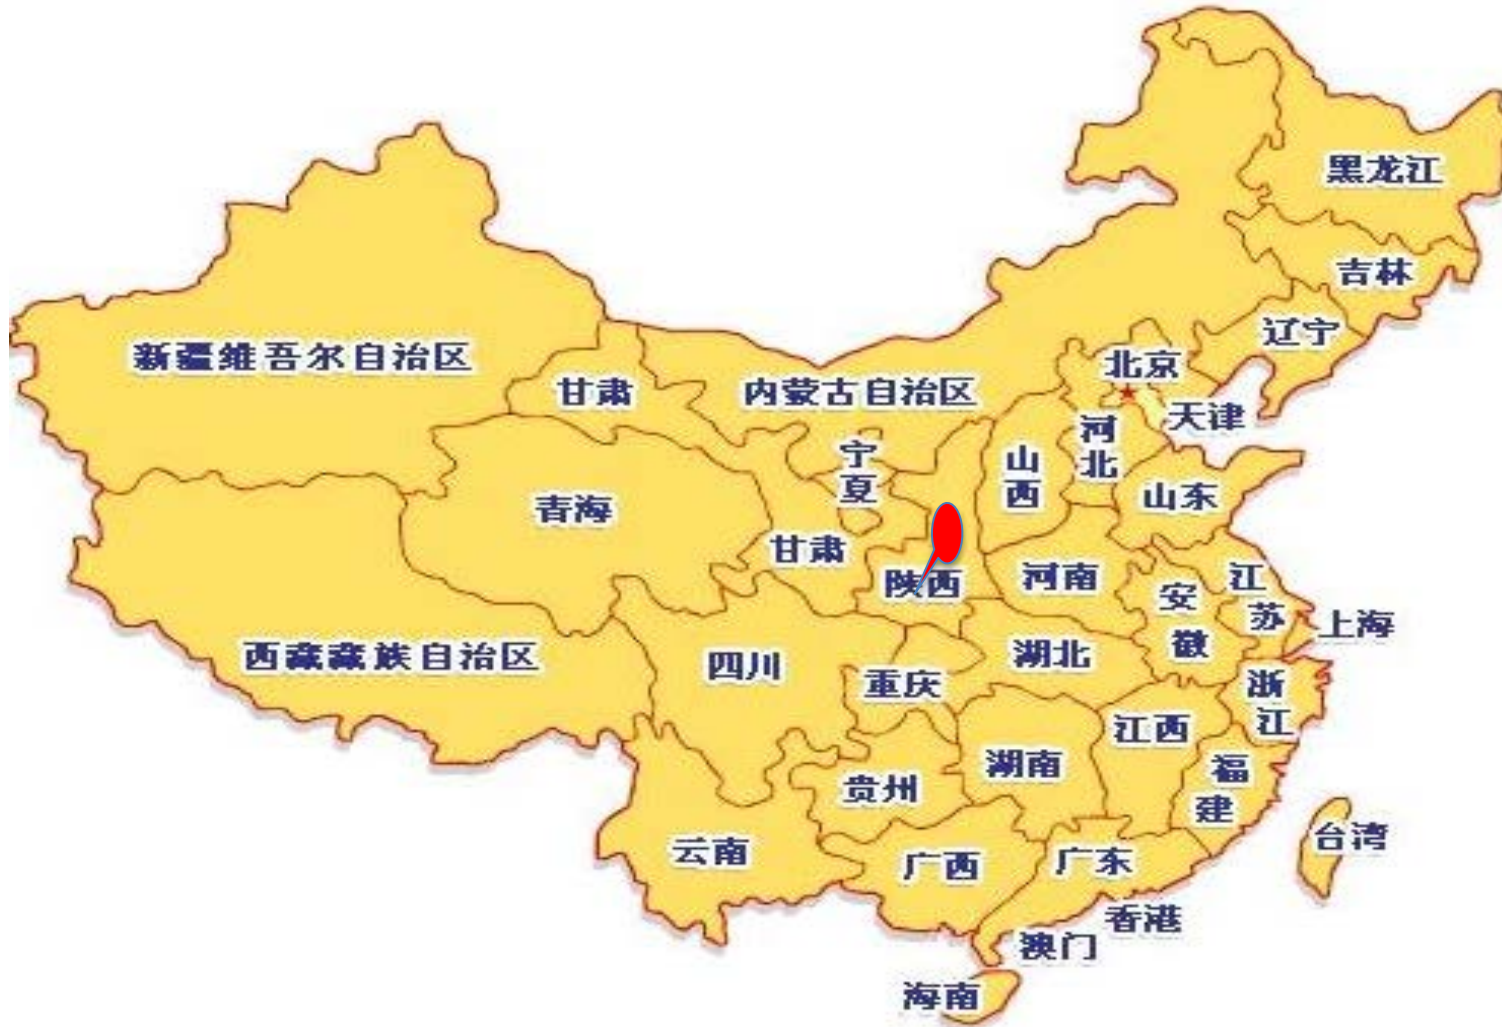 黑龙江
吉林
辽宁
新疆维吾尔自治区
甘肃
内蒙古自治区
北京
天津
河北
宁夏
山西
山东
青海
甘肃
陕西
河南
安徽
江苏
上海
西藏藏族自治区
四川
重庆
湖北
浙江
江西
湖南
贵州
福建
云南
广西
广东
台湾
香港
澳门
海南